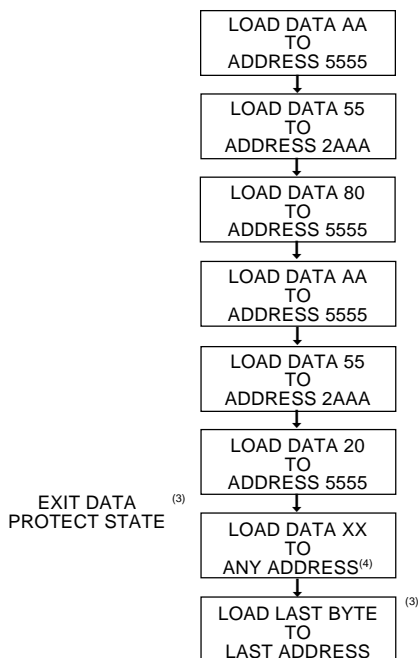 LOAD DATA AA
TO
ADDRESS 5555
LOAD DATA 55
TO
ADDRESS 2AAA
LOAD DATA 80
TO
ADDRESS 5555
LOAD DATA AA
TO
ADDRESS 5555
LOAD DATA 55
TO
ADDRESS 2AAA
LOAD DATA 20
TO
ADDRESS 5555
EXIT DATA (3)
PROTECT STATE
LOAD DATA XX
TO
ANY ADDRESS(4)
LOAD LAST BYTE (3)
TO
LAST ADDRESS